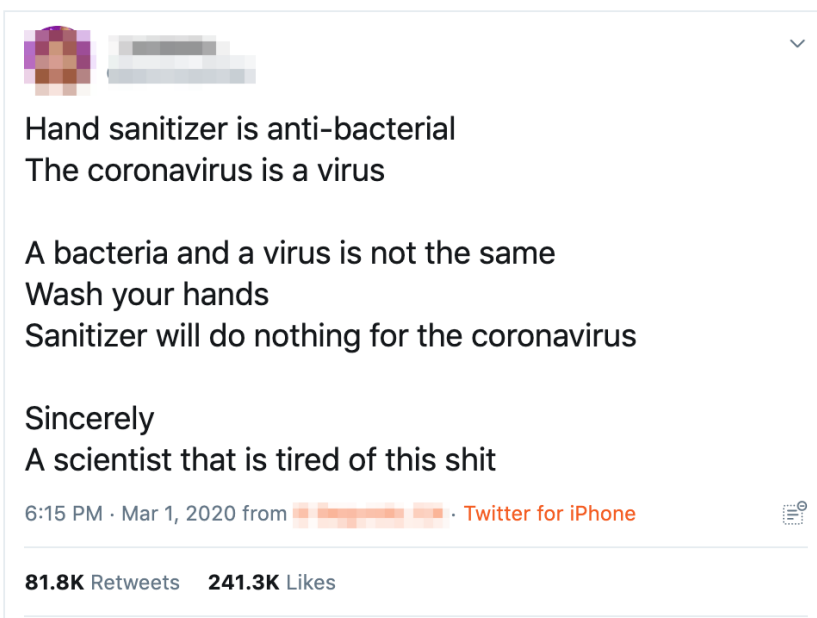 Hand sanitizer is anti-bacterial
The coronavirus is a virus
A bacteria and a virus is not the same
Wash your hands
Sanitizer will do nothing for the coronavirus
Sincerely
A scientist that is tired of this shit
6:15 PM · Mar 1, 2020 from · Twitter for iPhone
81.8K Retweets 241.3K Likes